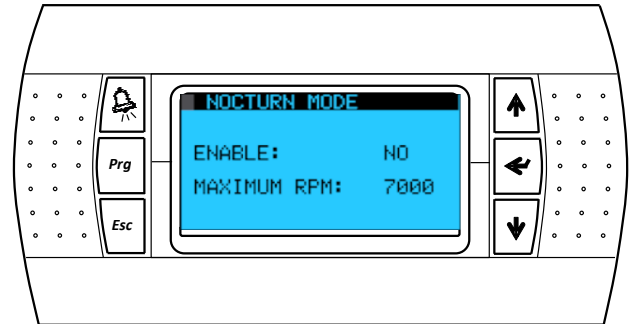 NOCTURN MODE
Prg
ENABLE: NO
MAXIMUM RPM: 7000
Esc